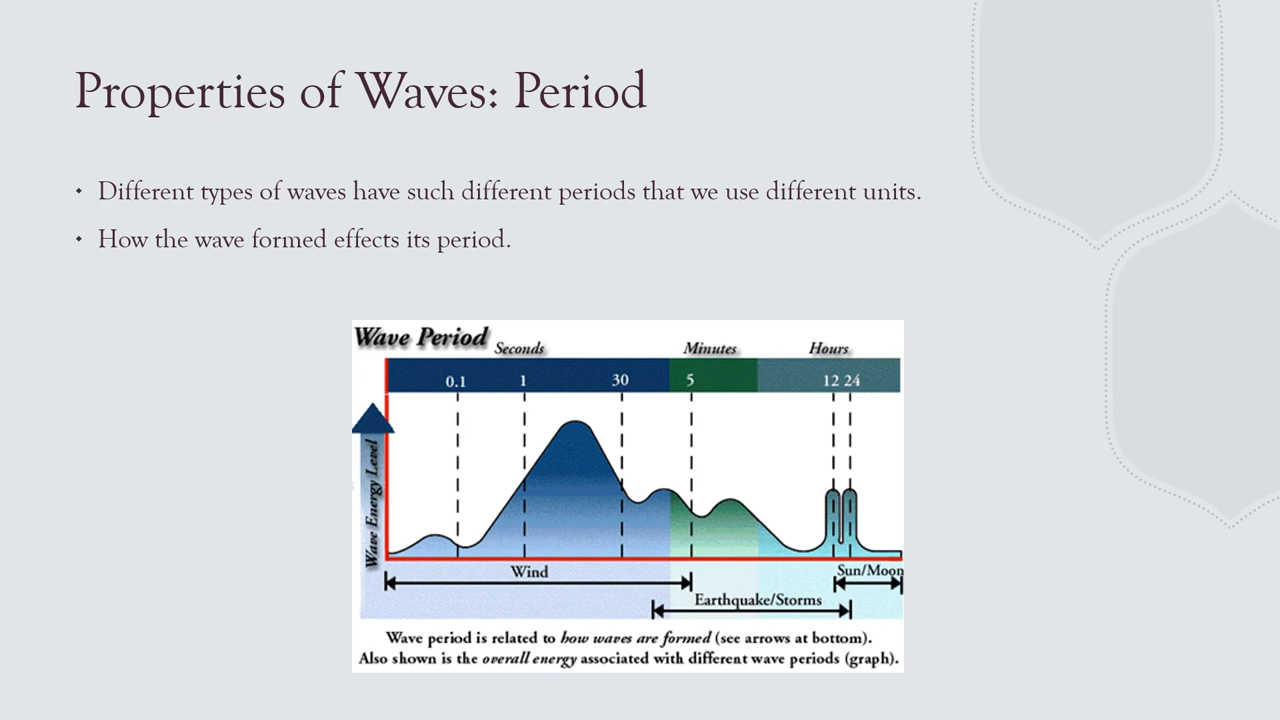 Properties of Waves: Period
• Different types of waves have such different periods that we use different units.
• How the wave formed effects its period.
Wave Period
Seconds Minutes Hours
0.1 1 30 5 12 24
Wave Energy Level
Wind
Sun/Moon
Earthquake/Storms
Wave period is related to how waves are formed (see arrows at bottom).
Also shown is the overall energy associated with different wave periods (graph).